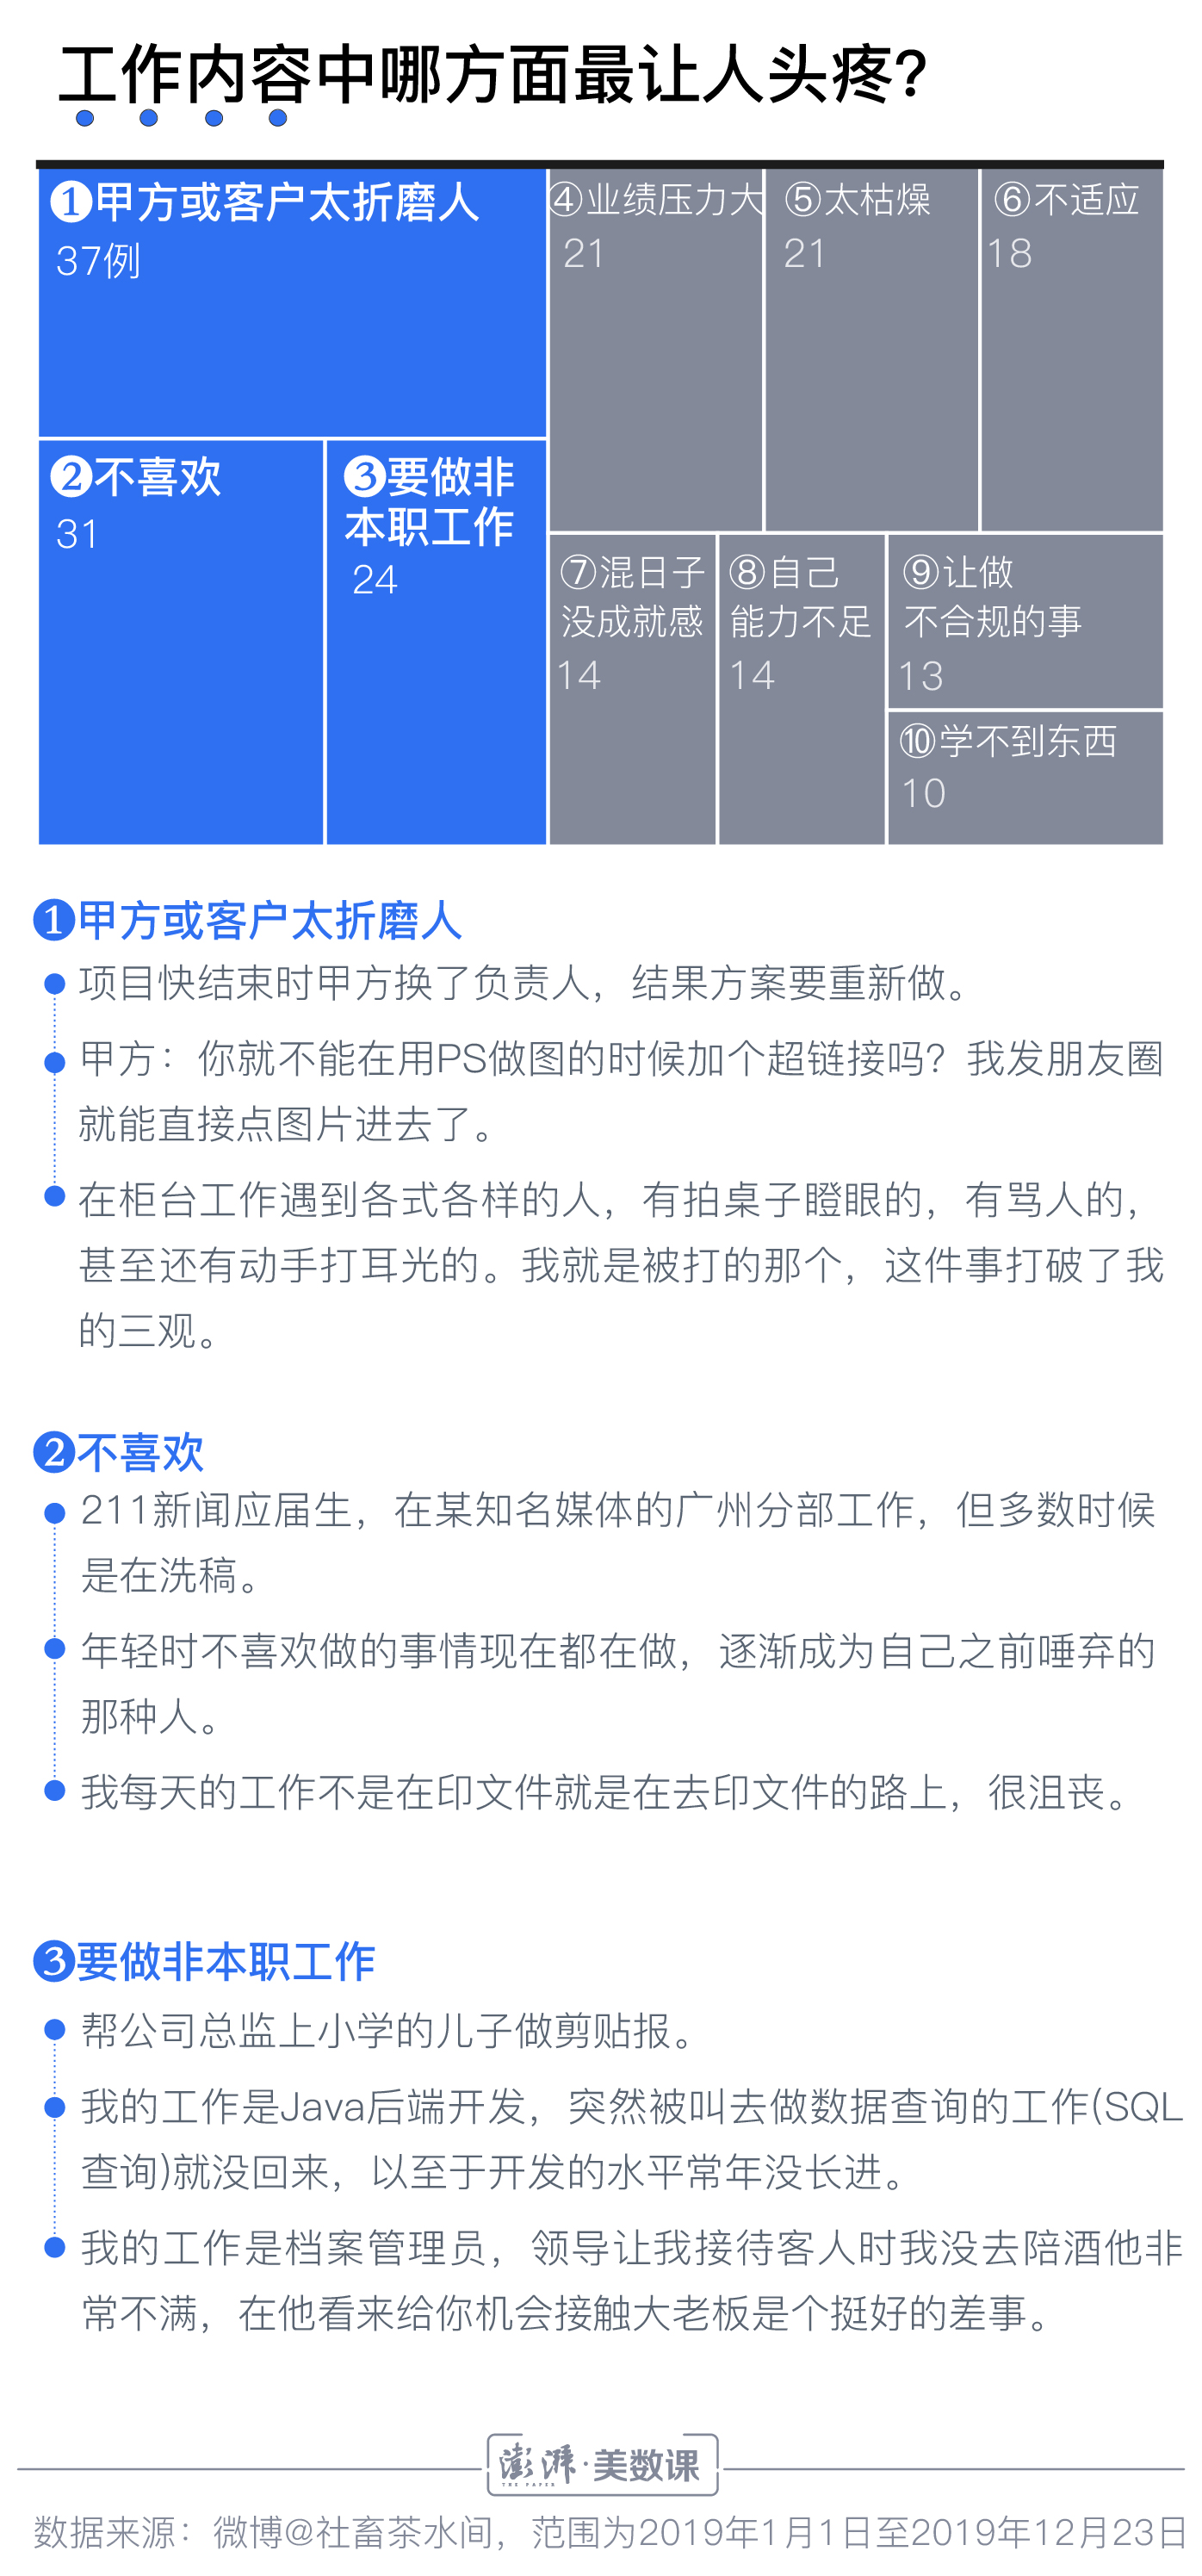 工作内容中哪方面最让人头疼?
❶甲方或客户太折磨人
37例
❷不喜欢
31
❸要做非
本职工作
24
④业绩压力大
21
⑤太枯燥
21
⑥不适应
18
⑦混日子
没成就感
14
⑧自己
能力不足
14
⑨让做
不合规的事
13
⑩学不到东西
10
❶甲方或客户太折磨人
项目快结束时甲方换了负责人，结果方案要重新做。
甲方：你就不能在用PS做图的时候加个超链接吗？我发朋友圈
就能直接点图片进去了。
在柜台工作遇到各式各样的人，有拍桌子瞪眼的，有骂人的，
甚至还有动手打耳光的。我就是被打的那个，这件事打破了我
的三观。
❷不喜欢
211新闻应届生，在某知名媒体的广州分部工作，但多数时候
是在洗稿。
年轻时不喜欢做的事情现在都在做，逐渐成为自己之前唾弃的
那种人。
我每天的工作不是在印文件就是在去印文件的路上，很沮丧。
❸要做非本职工作
帮公司总监上小学的儿子做剪贴报。
我的工作是Java后端开发，突然被叫去做数据查询的工作(SQL
查询)就没回来，以至于开发的水平常年没长进。
我的工作是档案管理员，领导让我接待客人时我没去陪酒他非
常不满，在他看来给你机会接触大老板是个挺好的差事。
澎湃·美数课
THE PAPER
数据来源：微博@社畜茶水间，范围为2019年1月1日至2019年12月23日